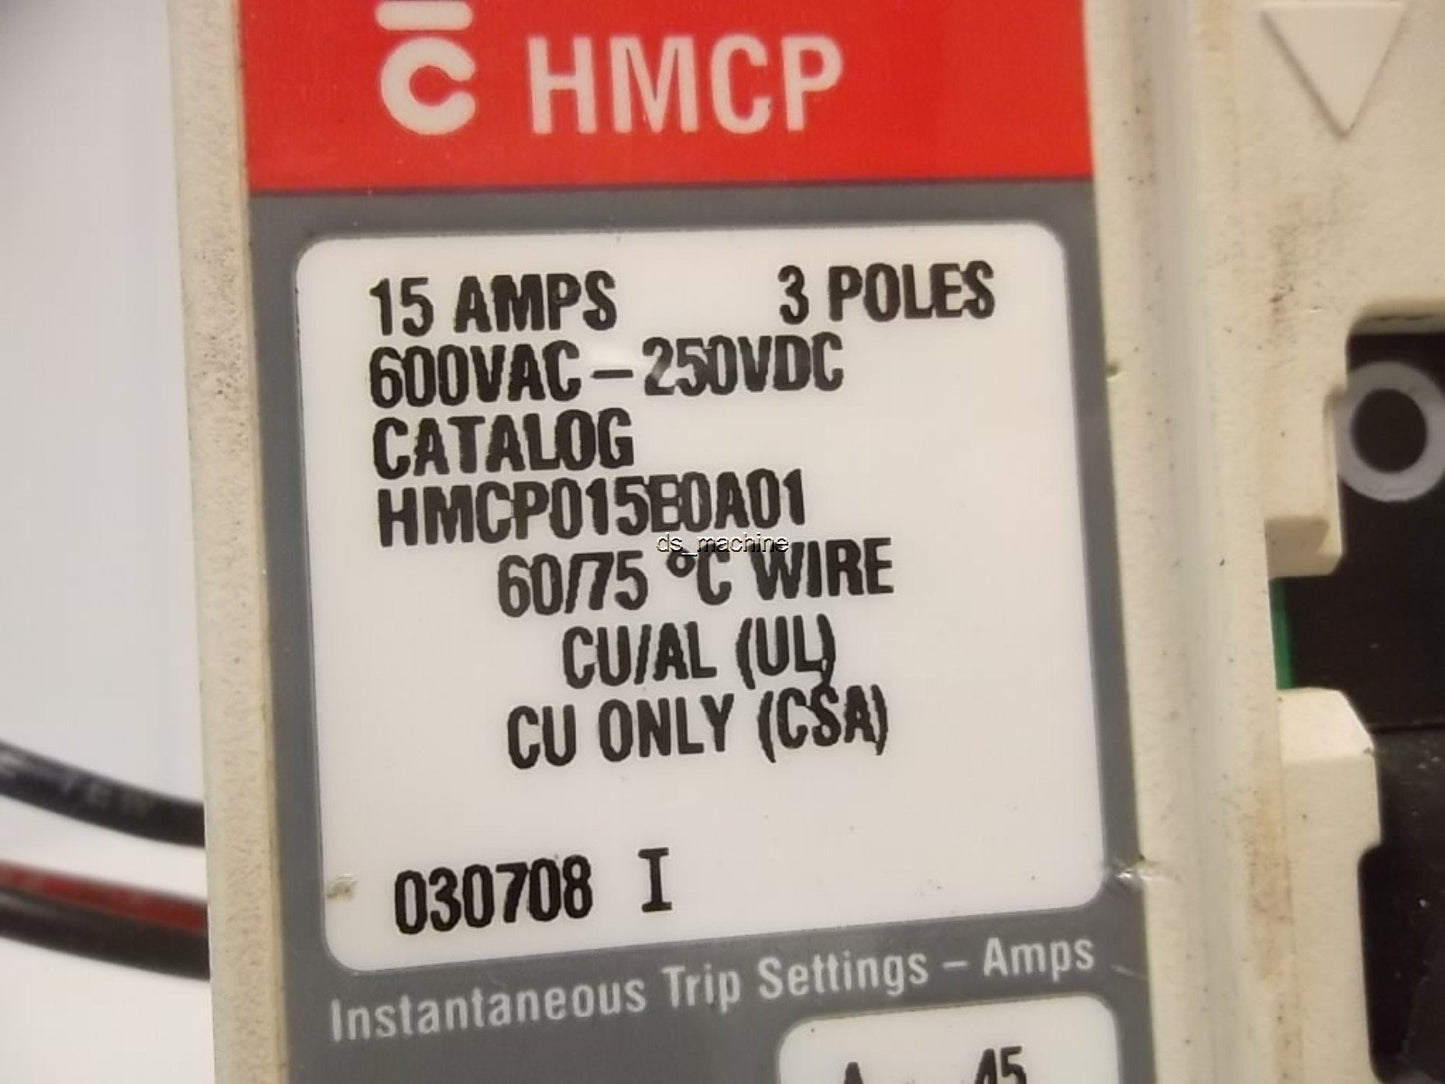 HMCP
15 AMPS 3 POLES
600VAC-250VDC
CATALOG
HMCP015E0A01
ds_machine
60/75 °C WIRE
CU/AL (UL)
CU ONLY (CSA)
030708 I
Instantaneous Trip Settings - Amps
A 45